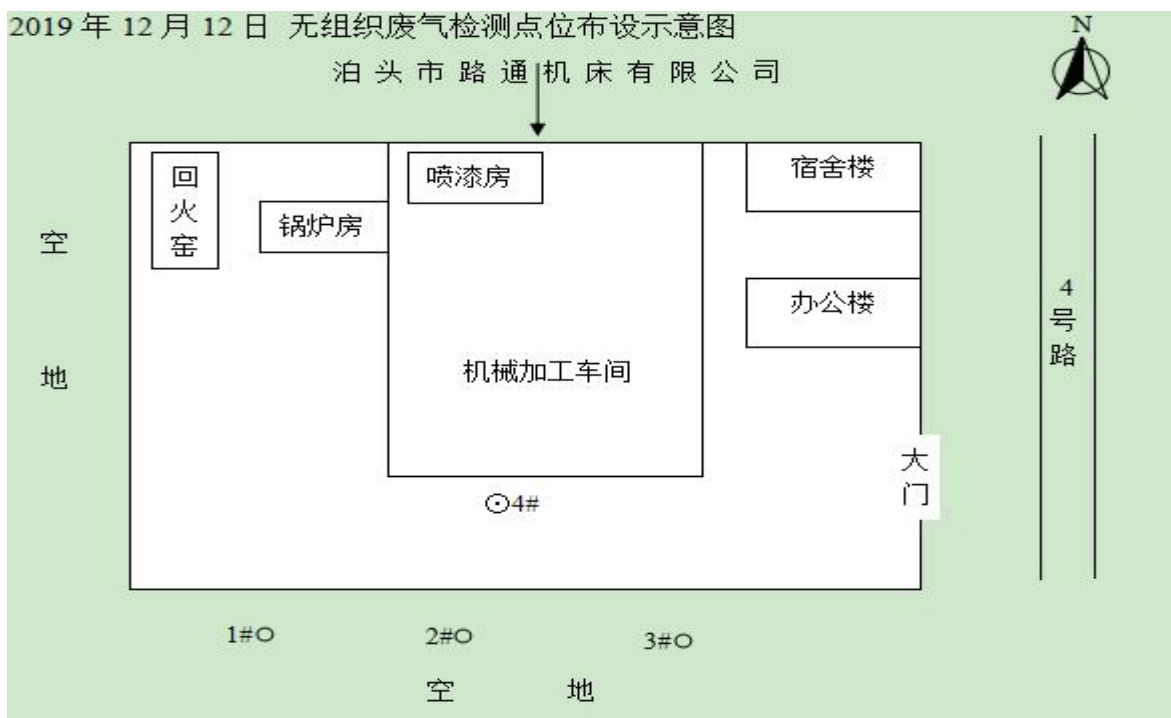 2019 年 12 月 12 日 无组织废气检测点位布设示意图
N
泊头市路通机床有限公司
回火窑
喷漆房
宿舍楼
锅炉房
空地
办公楼
4号路
机械加工车间
大门
⊙4#
1#○
2#○
3#○
空地